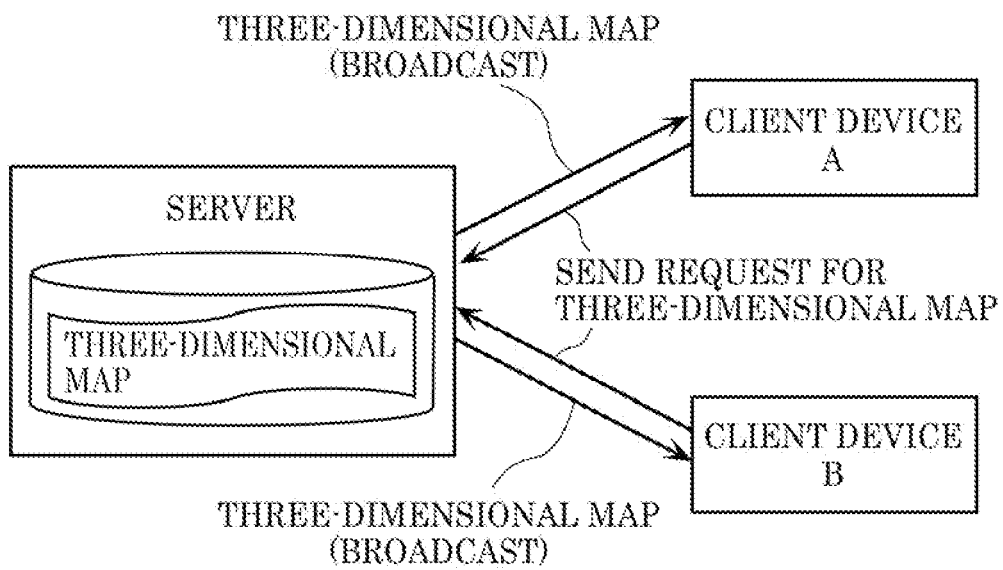 THREE-DIMENSIONAL MAP
(BROADCAST)
CLIENT DEVICE
A
SERVER
SEND REQUEST FOR
THREE-DIMENSIONAL MAP
THREE-DIMENSIONAL
MAP
CLIENT DEVICE
B
THREE-DIMENSIONAL MAP
(BROADCAST)